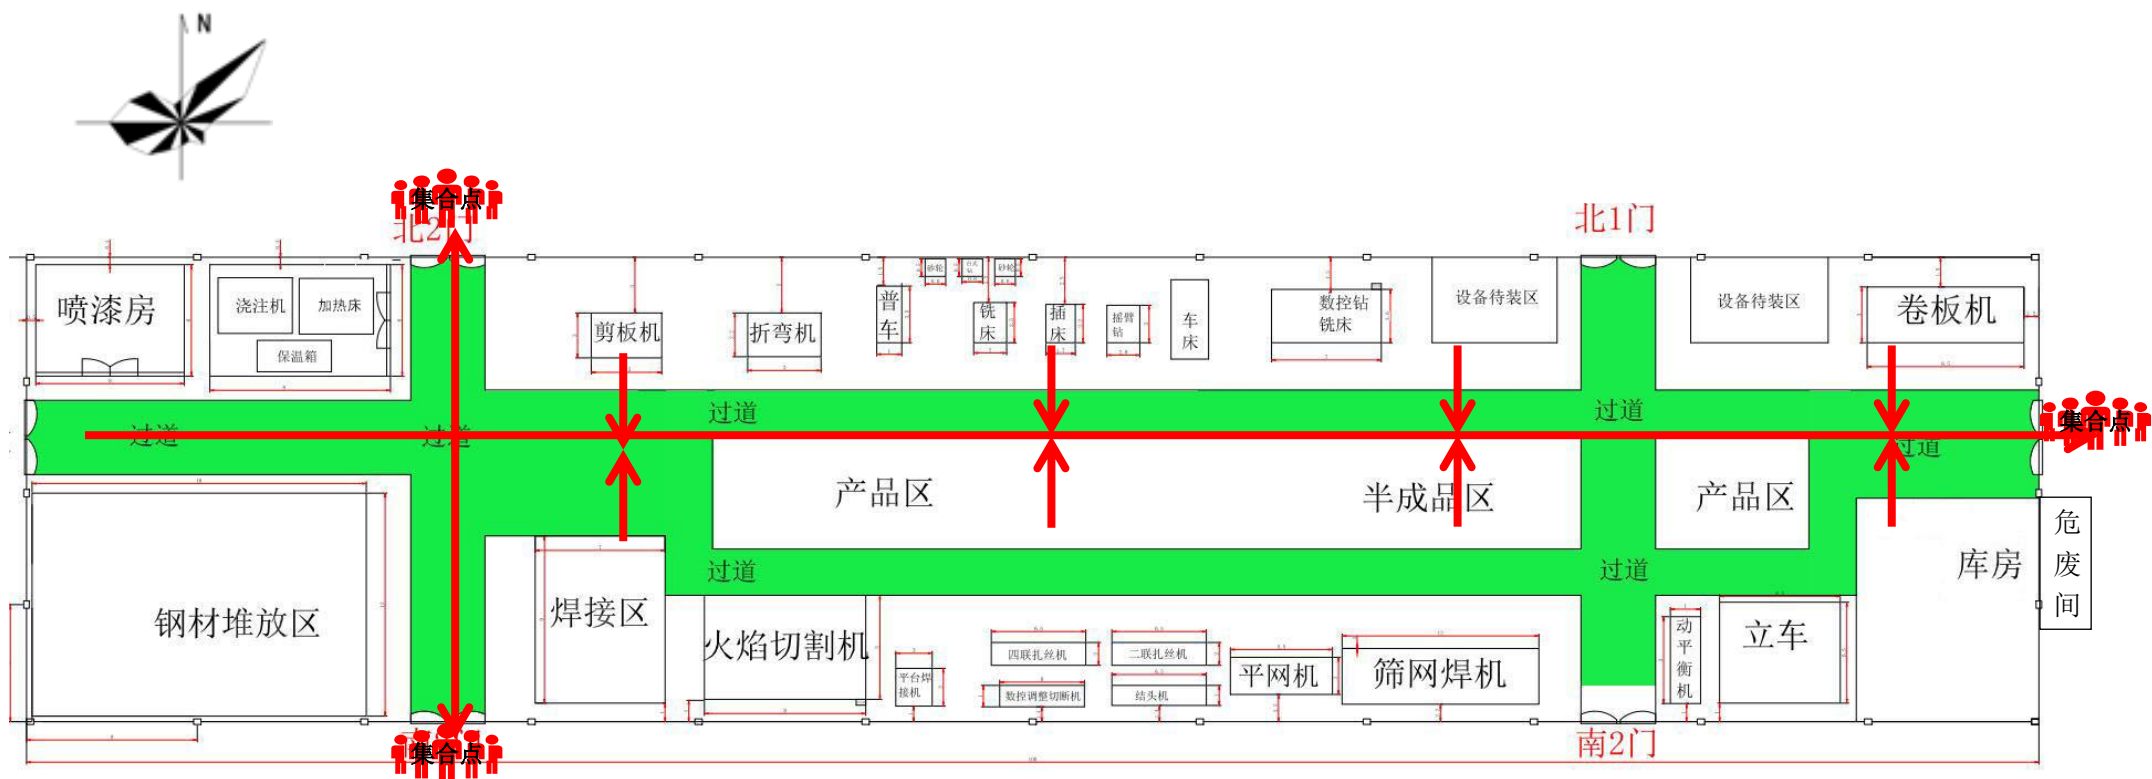 N
集合点
北2门
北1门
喷漆房
浇注机
加热床
保温箱
剪板机
折弯机
普车
砂轮
砂轮
铣床
插床
摇臂钻
车床
数控钻铣床
设备待装区
设备待装区
卷板机
过道
过道
过道
过道
过道
集合点
产品区
半成品区
产品区
过道
过道
钢材堆放区
焊接区
火焰切割机
平台焊接机
四联扎丝机
二联扎丝机
数控调整切断机
结头机
平网机
筛网焊机
动平衡机
立车
库房
危废间
集合点
南2门